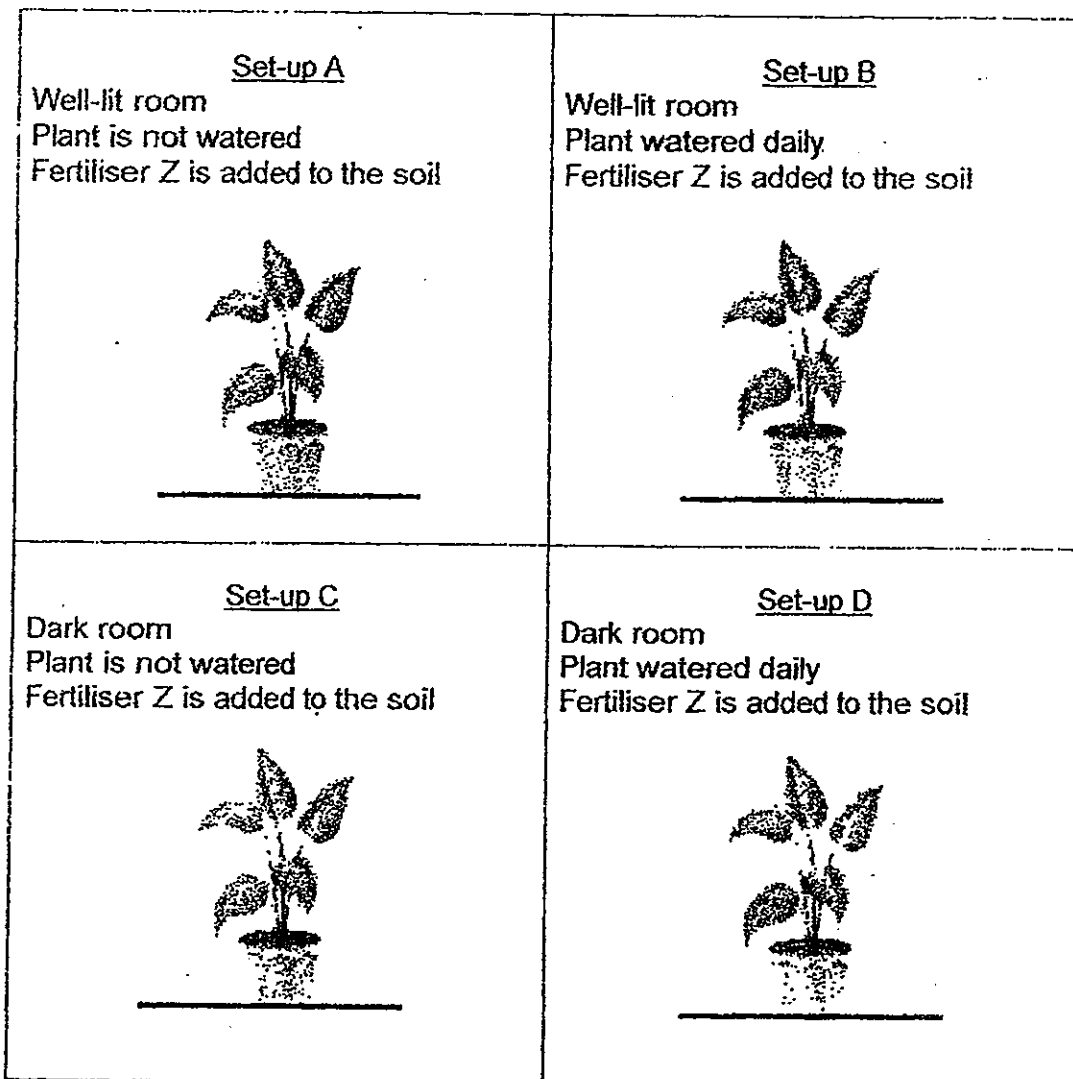 Set-up A
Well-lit room
Plant is not watered
Fertiliser Z is added to the soil
Set-up B
Well-lit room
Plant watered daily.
Fertiliser Z is added to the soil
Set-up C
Dark room
Plant is not watered
Fertiliser Z is added to the soil
Set-up D
Dark room
Plant watered daily
Fertiliser Z is added to the soil